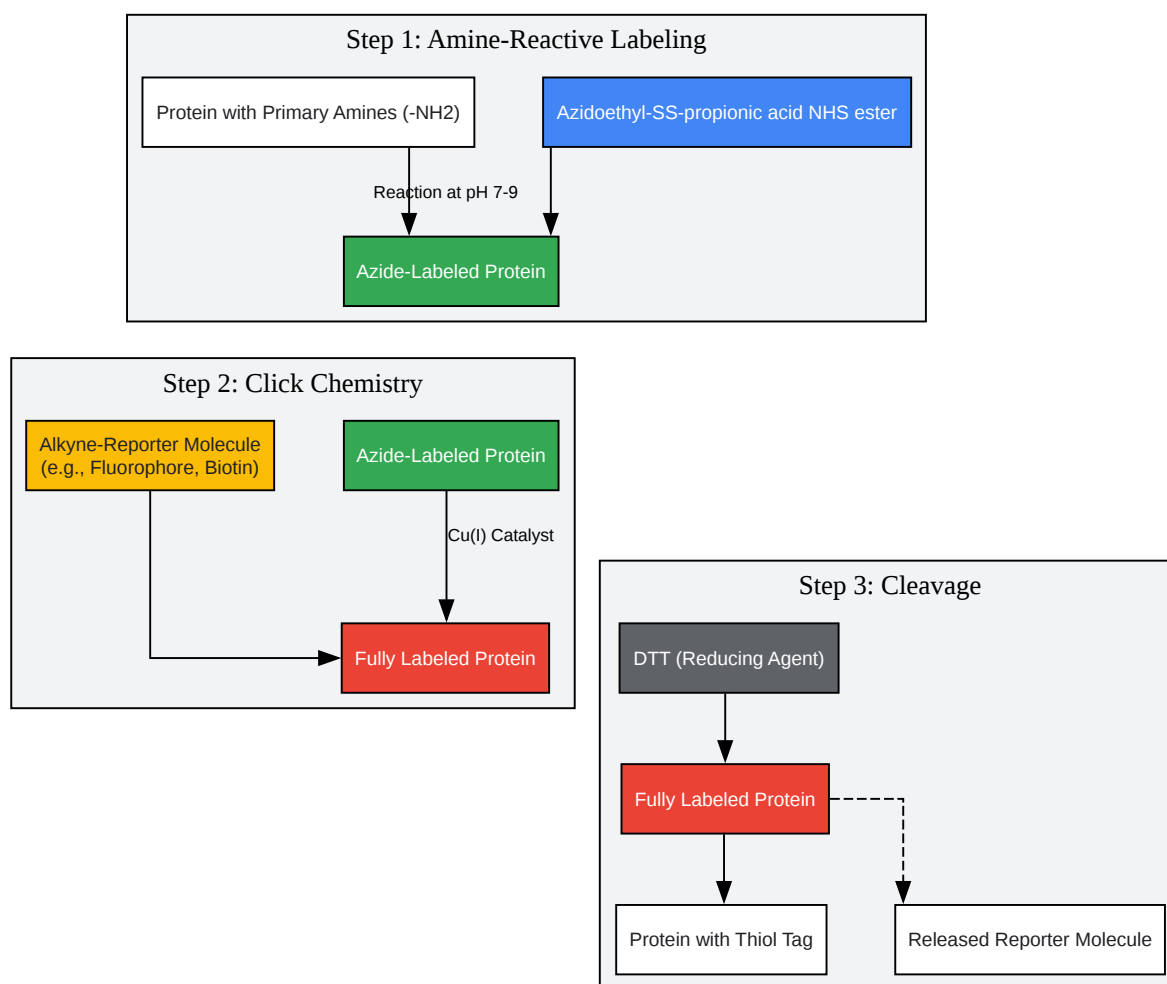 Step 1: Amine-Reactive Labeling
Protein with Primary Amines (-NH2)
Azidoethyl-SS-propionic acid NHS ester
Reaction at pH 7-9
Azide-Labeled Protein
Step 2: Click Chemistry
Alkyne-Reporter Molecule
(e.g., Fluorophore, Biotin)
Azide-Labeled Protein
Cu(I) Catalyst
Fully Labeled Protein
Step 3: Cleavage
DTT (Reducing Agent)
Fully Labeled Protein
Protein with Thiol Tag
Released Reporter Molecule